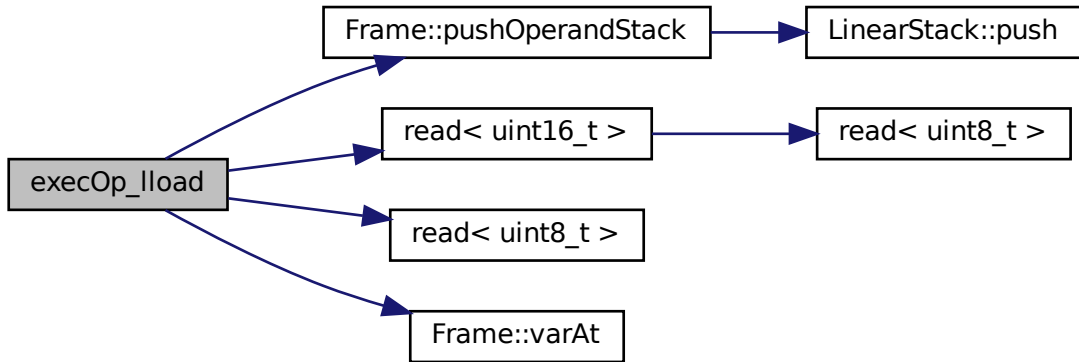 Frame::pushOperandStack
LinearStack::push
read< uint16_t >
read< uint8_t >
execOp_lload
read< uint8_t >
Frame::varAt